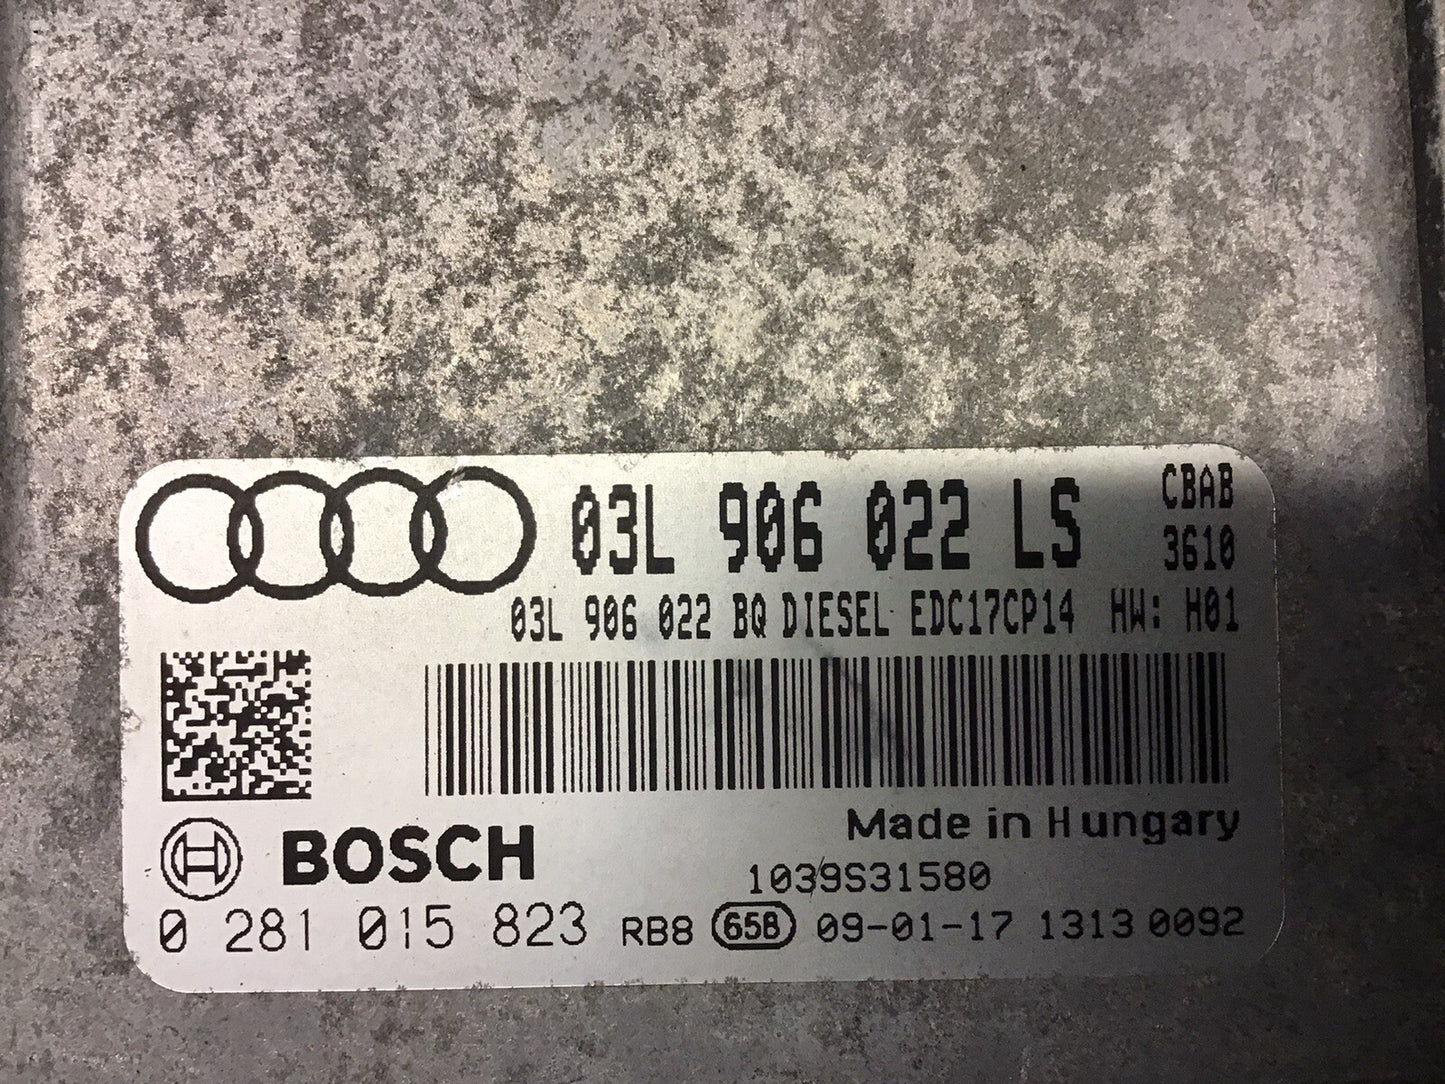 03L 906 022 LS CBAB
3610
03L 906 022 BQ DIESEL EDC17CP14 HW: H01
Made in Hungary
BOSCH
1039S31580
0 281 015 823 RB8 65B 09-01-17 1313 0092